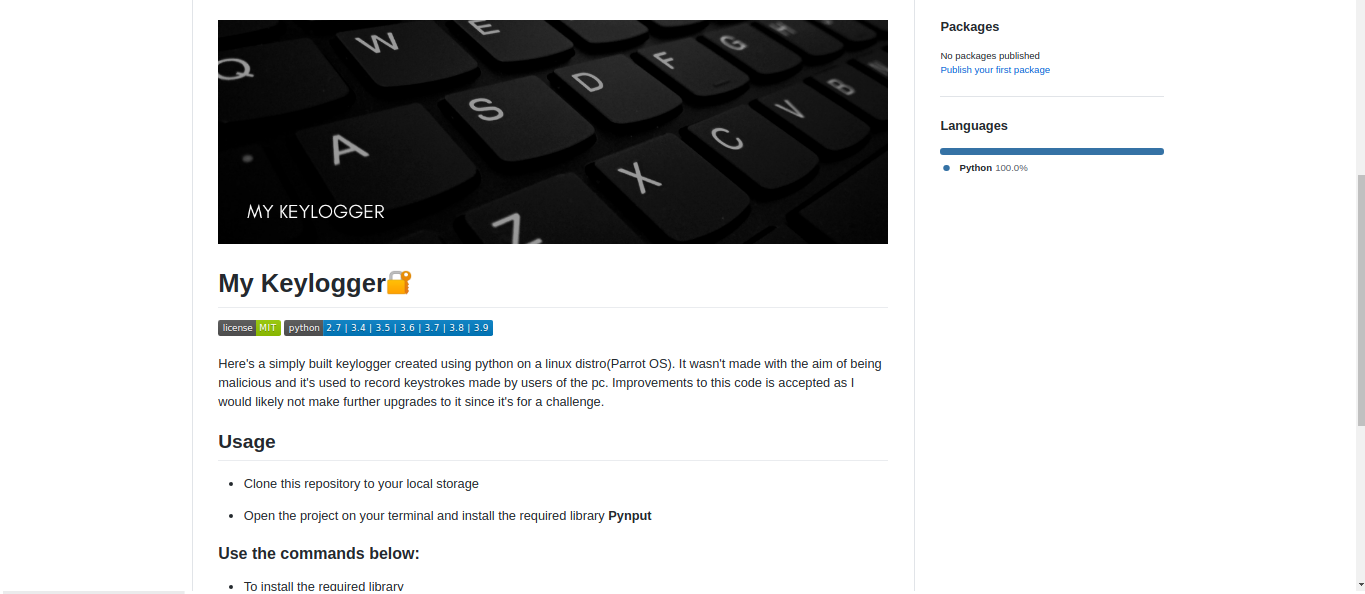 Q W E S D F G A Z X C V B
MY KEYLOGGER
My Keylogger🔐
license MIT python 2.7 | 3.4 | 3.5 | 3.6 | 3.7 | 3.8 | 3.9
Here's a simply built keylogger created using python on a linux distro(Parrot OS). It wasn't made with the aim of being
malicious and it's used to record keystrokes made by users of the pc. Improvements to this code is accepted as I
would likely not make further upgrades to it since it's for a challenge.
Usage
• Clone this repository to your local storage
• Open the project on your terminal and install the required library Pynput
Use the commands below:
• To install the required library
Packages
No packages published
Publish your first package
Languages
Python 100.0%